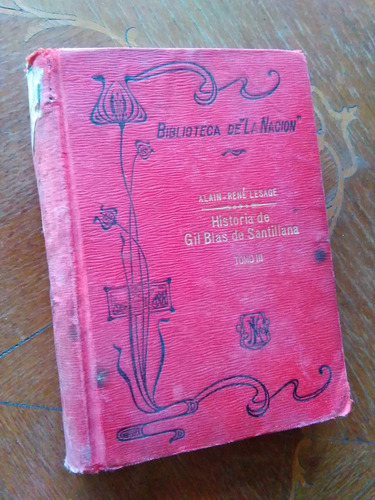 BIBLIOTECA DE "LA NACION"
ALAIN-RENÉ LESAGE
Historia de
Gil Blas de Santillana
TOMO III